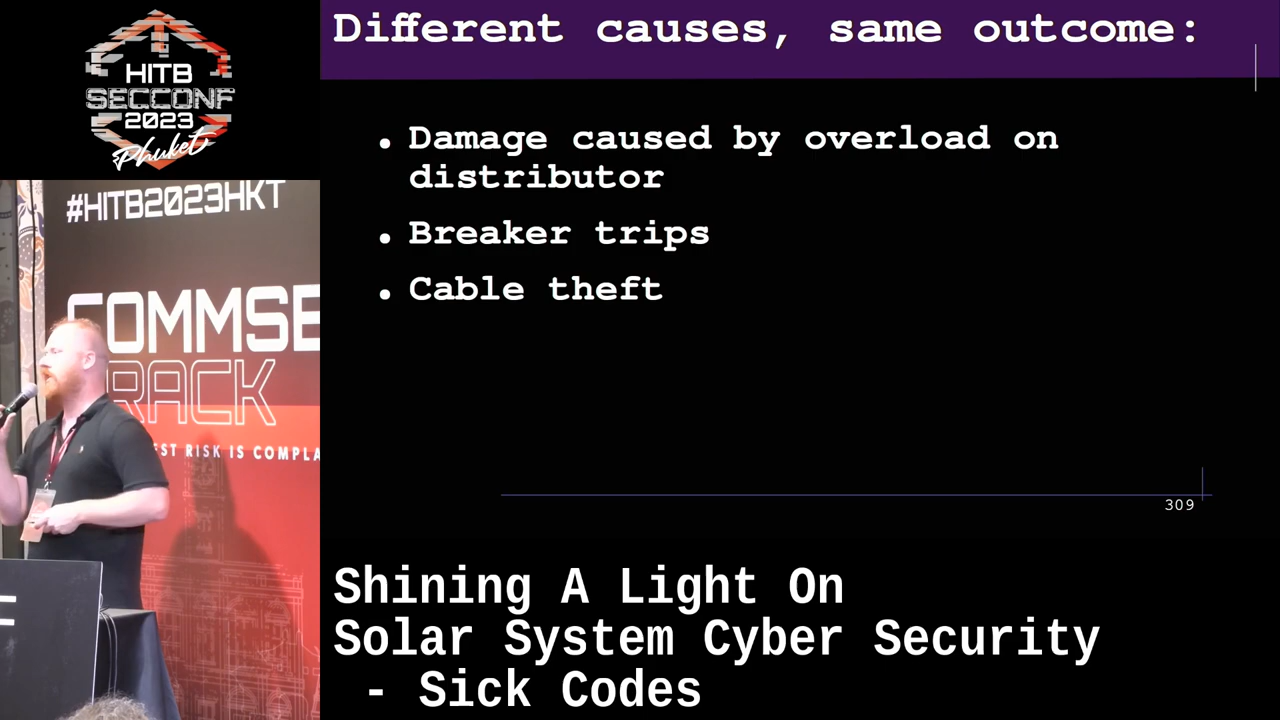 HITB
SECCONF
2023
Phuket
#HITB2023HKT
COMMSE
RACK
EST RISK IS COMPLA
Different causes, same outcome:
• Damage caused by overload on
distributor
• Breaker trips
• Cable theft
309
Shining A Light On
Solar System Cyber Security
- Sick Codes